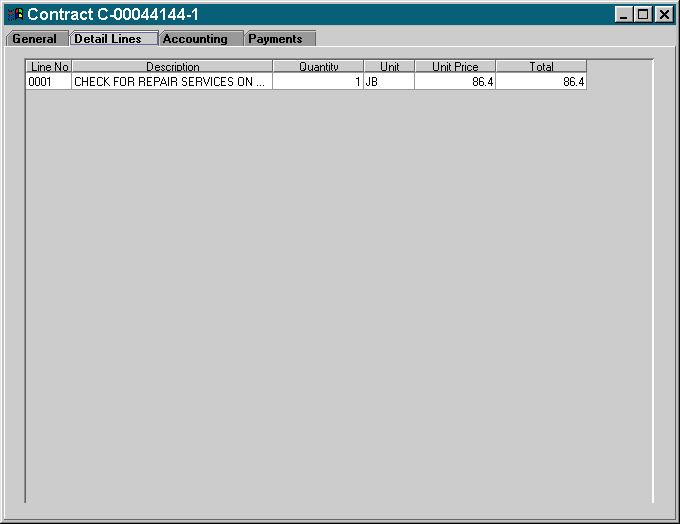 Contract C-00044144-1
General Detail Lines Accounting Payments
Line No Description Quantity Unit Unit Price Total
0001 CHECK FOR REPAIR SERVICES ON ... 1 JB 86.4 86.4